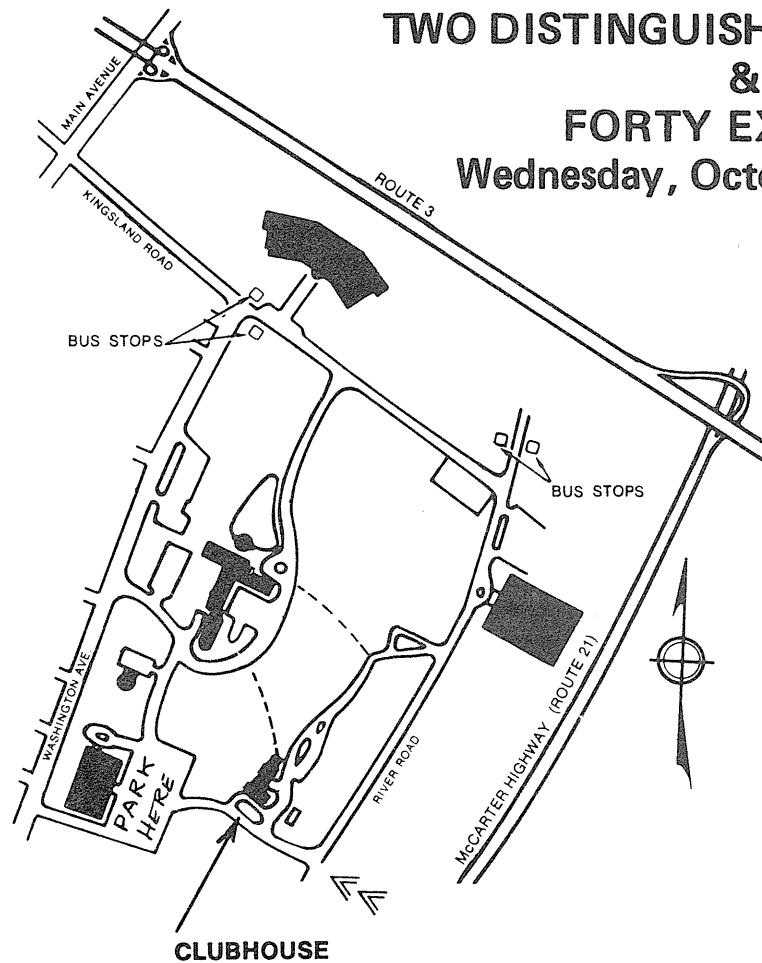 TWO DISTINGUISH
&
FORTY EX
Wednesday, Octo
MAIN AVENUE
ROUTE 3
KINGSLAND ROAD
BUS STOPS
BUS STOPS
WASHINGTON AVE.
PARK
HERE
RIVER ROAD
McCARTER HIGHWAY (ROUTE 21)
CLUBHOUSE